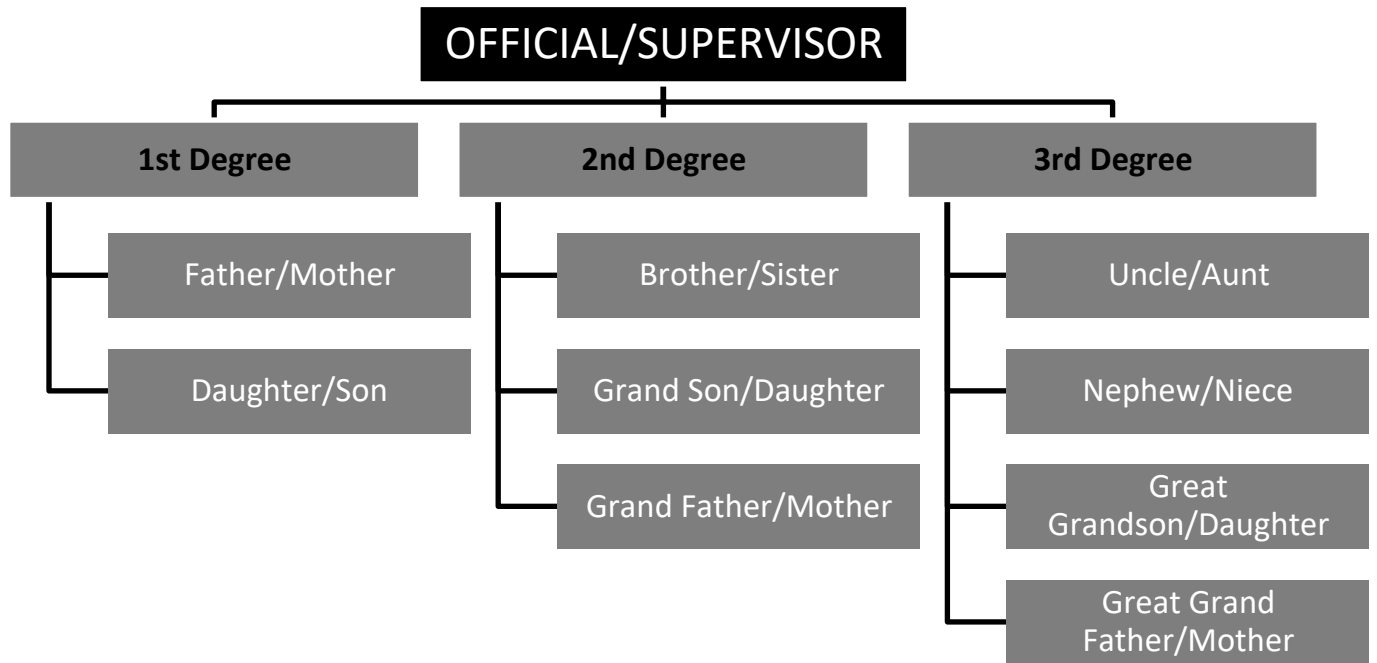 OFFICIAL/SUPERVISOR
1st Degree
Father/Mother
Daughter/Son
2nd Degree
Brother/Sister
Grand Son/Daughter
Grand Father/Mother
3rd Degree
Uncle/Aunt
Nephew/Niece
Great
Grandson/Daughter
Great Grand
Father/Mother